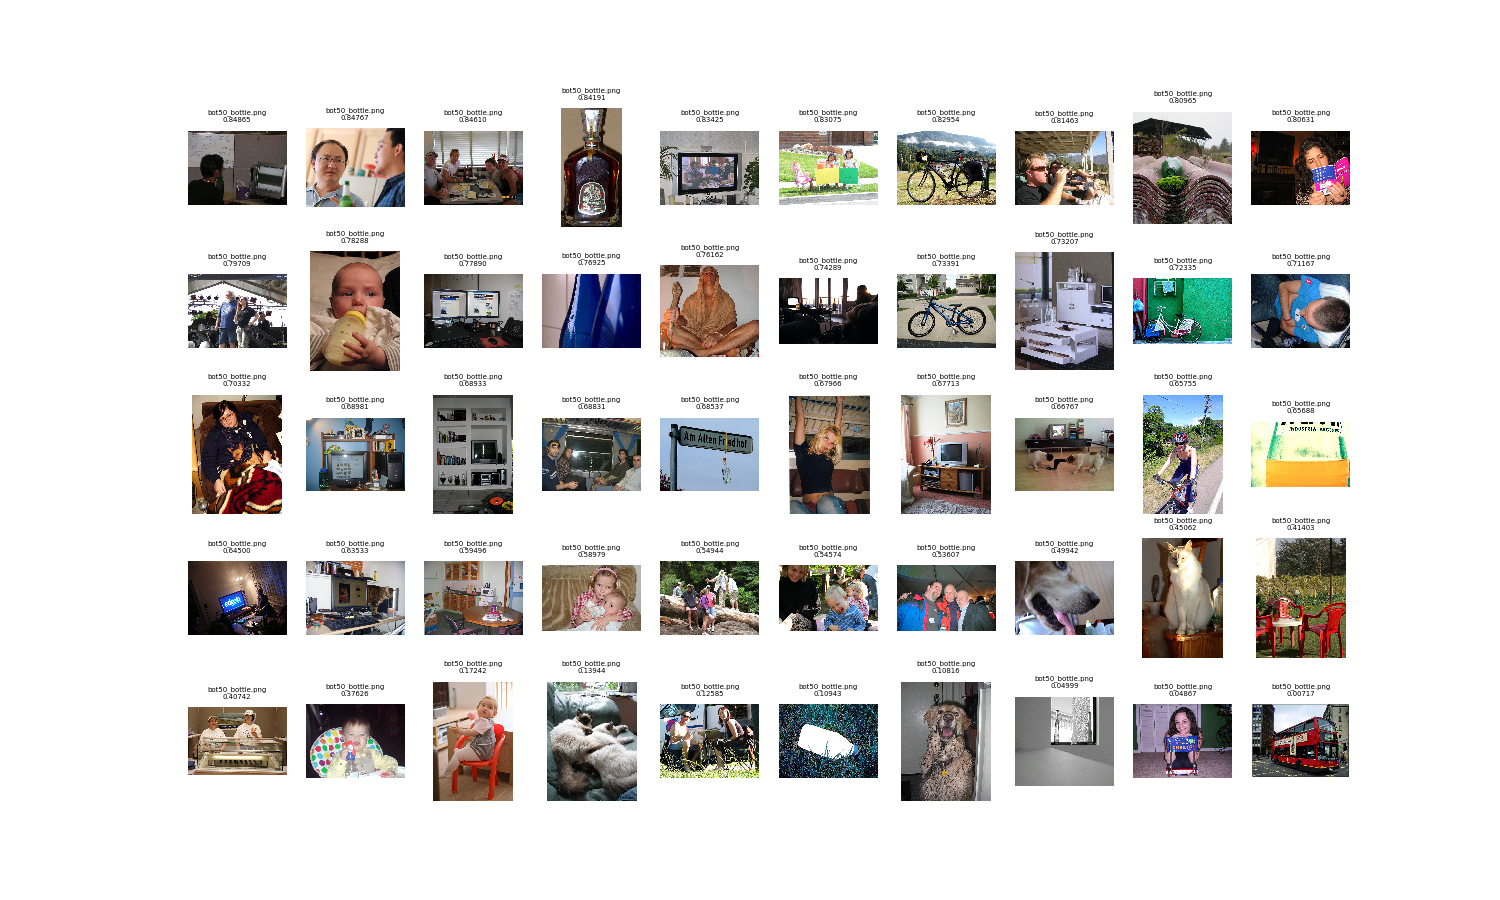 bot50_bottle.png
0.84865
bot50_bottle.png
0.84767
bot50_bottle.png
0.84610
bot50_bottle.png
0.84191
bot50_bottle.png
0.83425
bot50_bottle.png
0.83075
bot50_bottle.png
0.82954
bot50_bottle.png
0.81463
bot50_bottle.png
0.80965
bot50_bottle.png
0.80631
bot50_bottle.png
0.79709
bot50_bottle.png
0.78288
bot50_bottle.png
0.77890
bot50_bottle.png
0.76925
bot50_bottle.png
0.76162
bot50_bottle.png
0.74289
bot50_bottle.png
0.73391
bot50_bottle.png
0.73207
bot50_bottle.png
0.72335
bot50_bottle.png
0.71167
bot50_bottle.png
0.70332
bot50_bottle.png
0.68981
bot50_bottle.png
0.68933
bot50_bottle.png
0.68831
bot50_bottle.png
0.68537
Am Alten Friedhof
bot50_bottle.png
0.67966
bot50_bottle.png
0.67713
bot50_bottle.png
0.66767
bot50_bottle.png
0.65755
bot50_bottle.png
0.65688
bot50_bottle.png
0.64500
bot50_bottle.png
0.63533
bot50_bottle.png
0.59496
bot50_bottle.png
0.58979
bot50_bottle.png
0.54944
bot50_bottle.png
0.54574
bot50_bottle.png
0.53607
bot50_bottle.png
0.49942
bot50_bottle.png
0.45062
bot50_bottle.png
0.41403
bot50_bottle.png
0.40742
bot50_bottle.png
0.37626
bot50_bottle.png
0.17242
bot50_bottle.png
0.13944
bot50_bottle.png
0.12585
bot50_bottle.png
0.10943
bot50_bottle.png
0.10816
bot50_bottle.png
0.04999
bot50_bottle.png
0.04867
bot50_bottle.png
0.00717